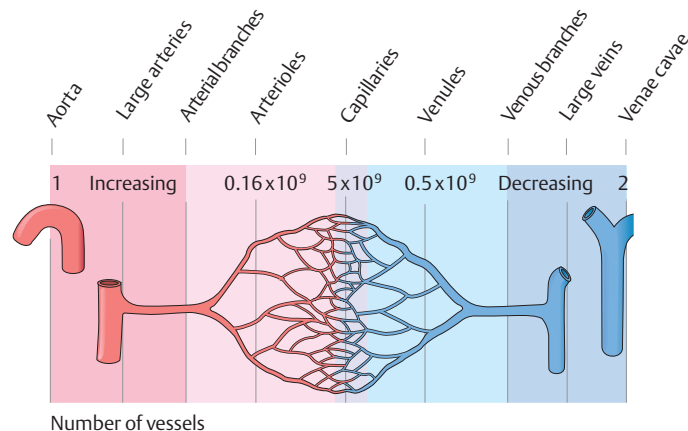 Aorta
Large arteries
Arterial branches
Arterioles
Capillaries
Venules
Venous branches
Large veins
Venae cavae
1 Increasing 0.16 x 10⁹ 5 x 10⁹ 0.5 x 10⁹ Decreasing 2
Number of vessels